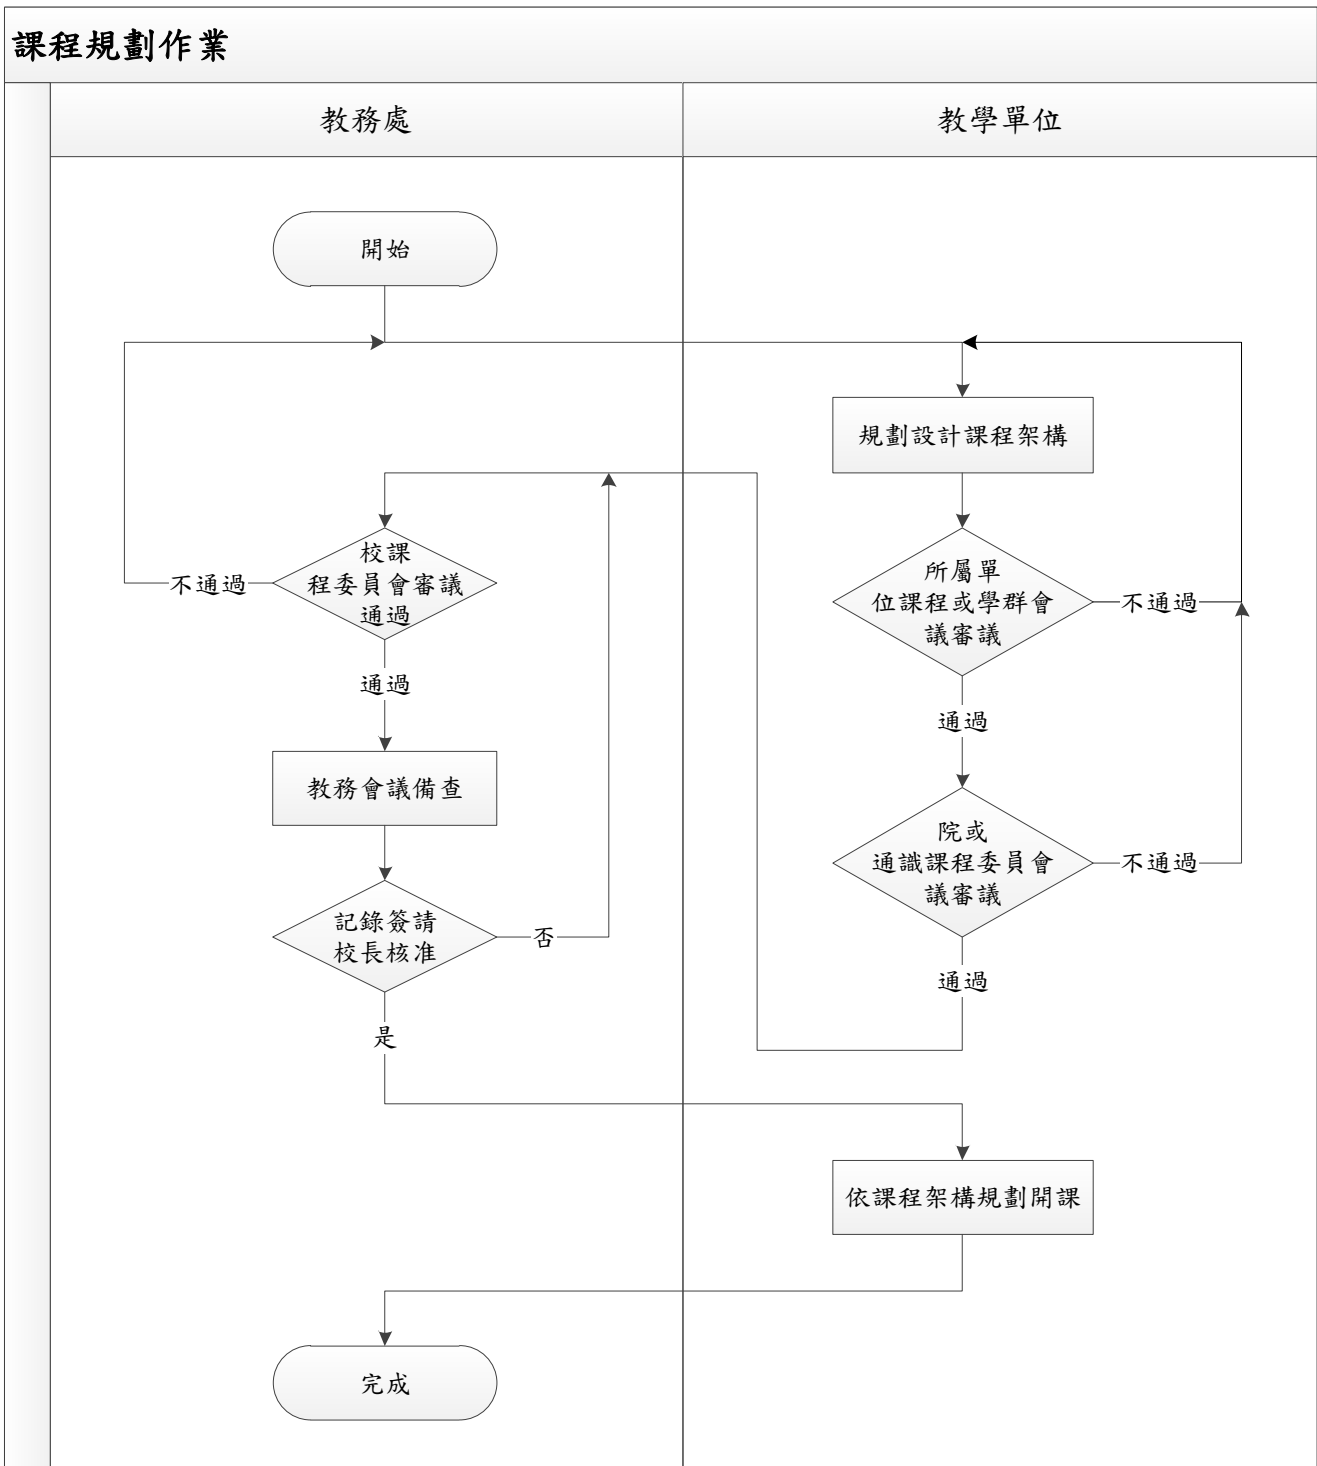 課程規劃作業
教務處
教學單位
開始
規劃設計課程架構
校課
程委員會審議
通過
不通過
所屬單
位課程或學群會
議審議
不通過
通過
通過
教務會議備查
院或
通識課程委員會
議審議
不通過
記錄簽請
校長核准
否
通過
是
依課程架構規劃開課
完成